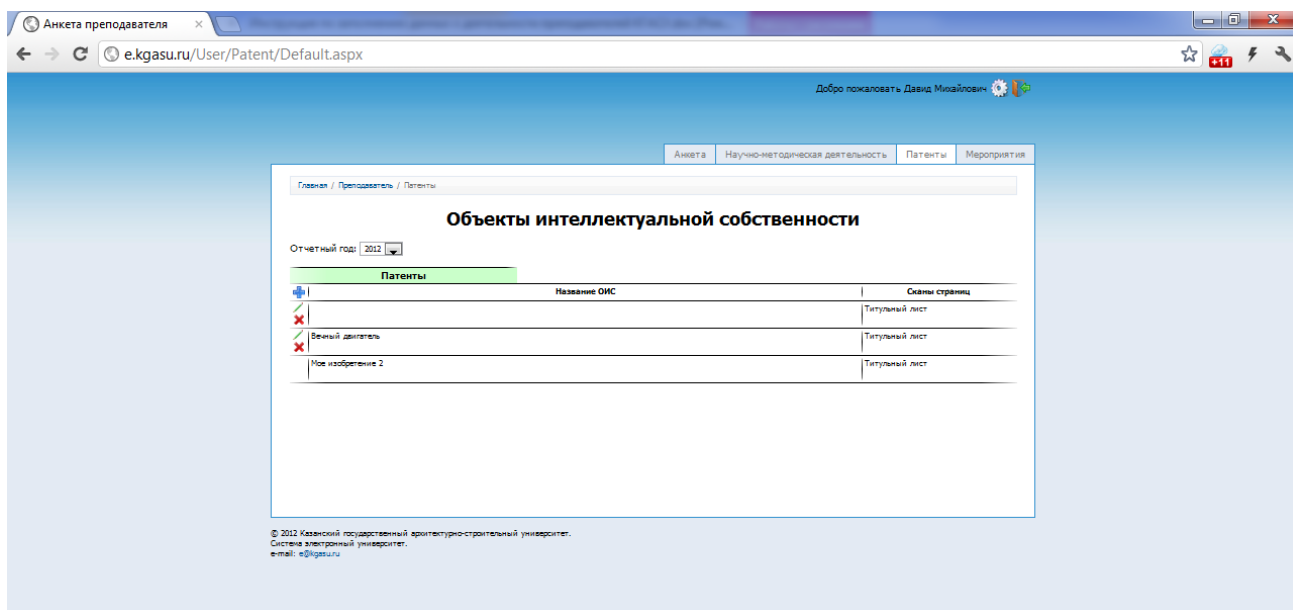 Анкета преподавателя
e.kgasu.ru/User/Patent/Default.aspx
+11
Добро пожаловать Давид Михайлович
Анкета Научно-методическая деятельность Патенты Мероприятия
Главная / Преподаватель / Патенты
Объекты интеллектуальной собственности
Отчетный год: 2012
Патенты
Название ОИС Сканы страниц
Титульный лист
Вечный двигатель Титульный лист
Мое изобретение 2 Титульный лист
© 2012 Казанский государственный архитектурно-строительный университет.
Система электронный университет.
e-mail: e@kgasu.ru